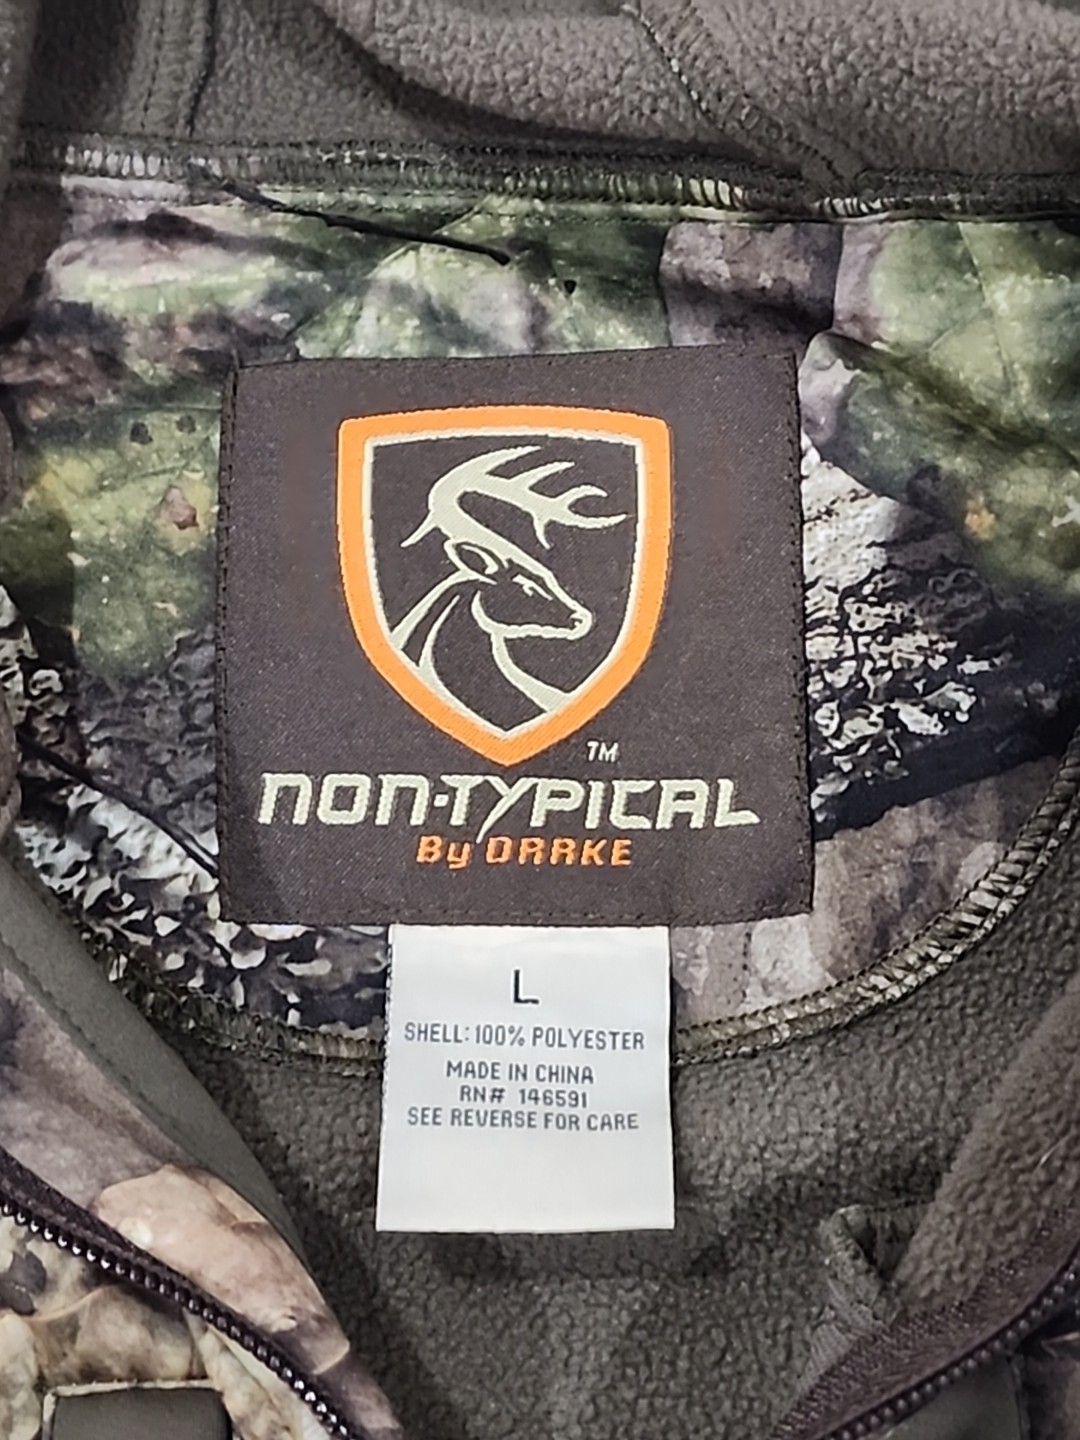 TM
NON-TYPICAL
By DRAKE
L
SHELL: 100% POLYESTER
MADE IN CHINA
RN# 146591
SEE REVERSE FOR CARE